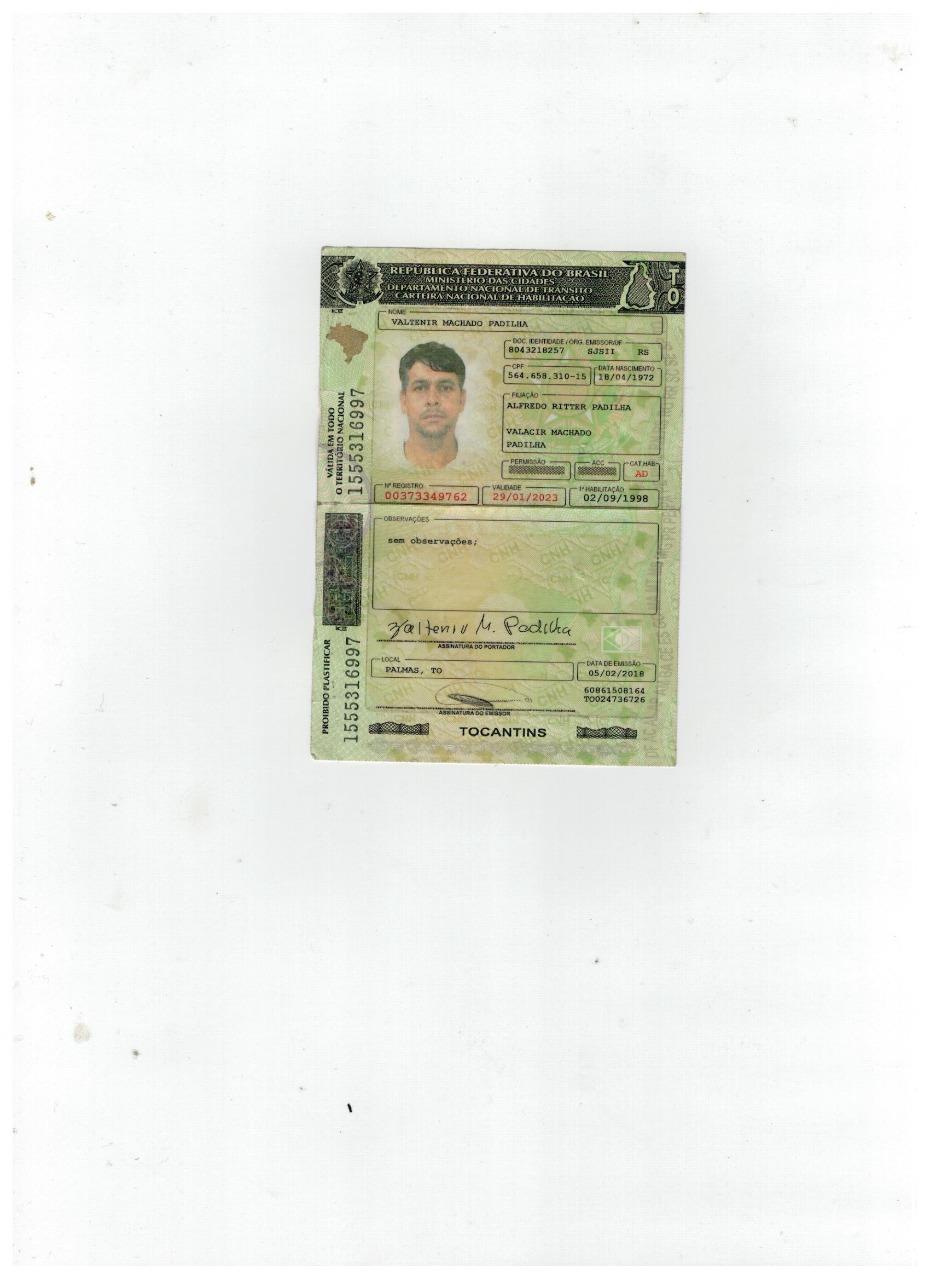 REPÚBLICA FEDERATIVA DO BRASIL
MINISTÉRIO DAS CIDADES
DEPARTAMENTO NACIONAL DE TRÂNSITO
CARTEIRA NACIONAL DE HABILITAÇÃO
TO
NOME
VALTENIR MACHADO PADILHA
DOC. IDENTIDADE / ORG. EMISSOR/UF
8043218257 SJSII RS
CPF
564.658.310-15
DATA NASCIMENTO
18/04/1972
FILIAÇÃO
ALFREDO RITTER PADILHA
VALACIR MACHADO
PADILHA
PERMISSÃO
ACC
CAT.HAB.
AD
Nº REGISTRO
00373349762
VALIDADE
29/01/2023
1ª HABILITAÇÃO
02/09/1998
VÁLIDA EM TODO
O TERRITÓRIO NACIONAL
1555316997
OBSERVAÇÕES
sem observações;
Valtenir M. Padilha
ASSINATURA DO PORTADOR
LOCAL
PALMAS, TO
DATA DE EMISSÃO
05/02/2018
60861508164
TO024736726
ASSINATURA DO EMISSOR
PROIBIDO PLASTIFICAR
1555316997
TOCANTINS